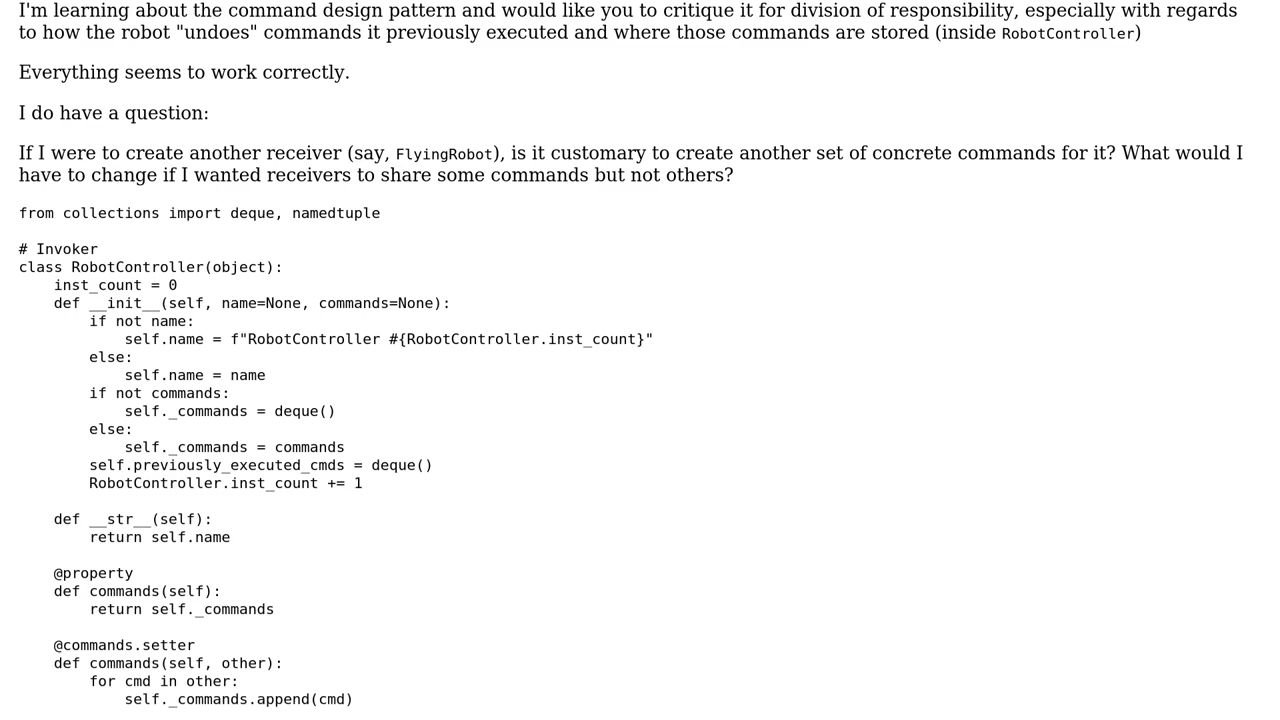 I'm learning about the command design pattern and would like you to critique it for division of responsibility, especially with regards
to how the robot "undoes" commands it previously executed and where those commands are stored (inside RobotController)
Everything seems to work correctly.
I do have a question:
If I were to create another receiver (say, FlyingRobot), is it customary to create another set of concrete commands for it? What would I
have to change if I wanted receivers to share some commands but not others?
from collections import deque, namedtuple
# Invoker
class RobotController(object):
    inst_count = 0
    def __init__(self, name=None, commands=None):
        if not name:
            self.name = f"RobotController #{RobotController.inst_count}"
        else:
            self.name = name
        if not commands:
            self._commands = deque()
        else:
            self._commands = commands
        self.previously_executed_cmds = deque()
        RobotController.inst_count += 1
    def __str__(self):
        return self.name
    @property
    def commands(self):
        return self._commands
    @commands.setter
    def commands(self, other):
        for cmd in other:
            self._commands.append(cmd)